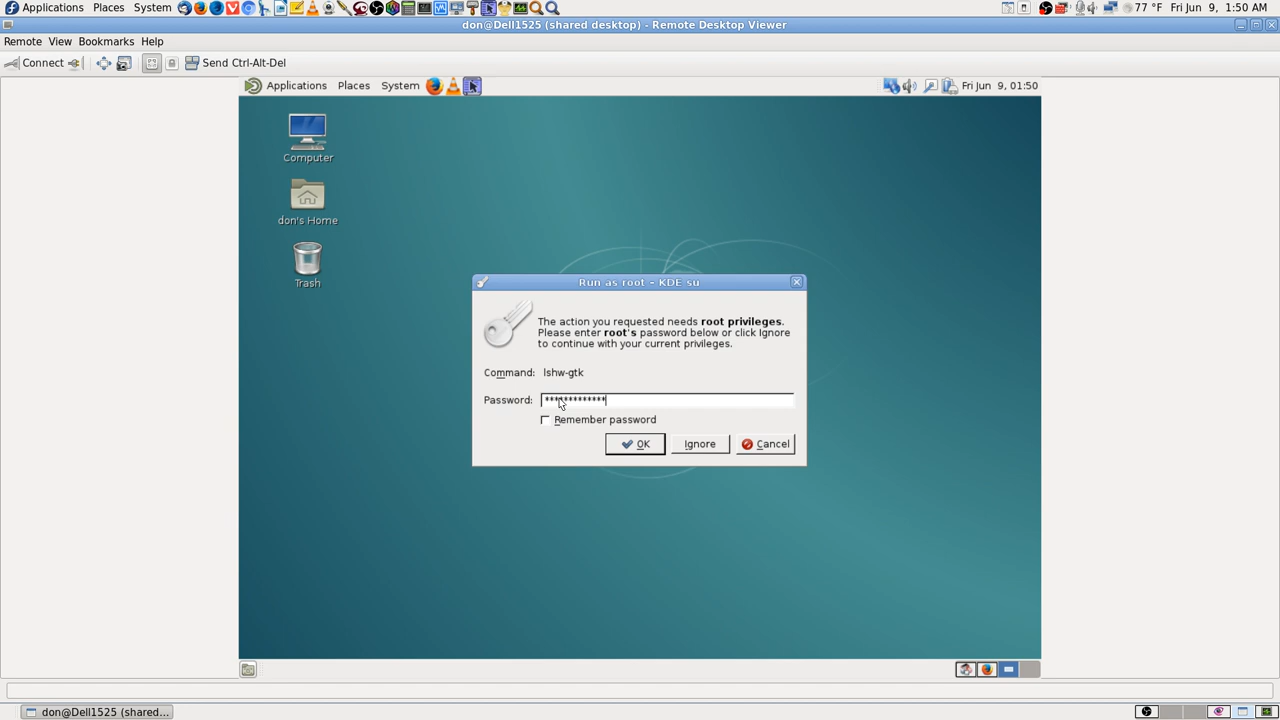 Applications Places System 77 °F Fri Jun 9, 1:50 AM
don@Dell1525 (shared desktop) - Remote Desktop Viewer
Remote View Bookmarks Help
Connect Send Ctrl-Alt-Del
Applications Places System Fri Jun 9, 01:50
Computer
don's Home
Trash
Run as root – KDE su
The action you requested needs root privileges.
Please enter root's password below or click Ignore
to continue with your current privileges.
Command: lshw-gtk
Password: *************
Remember password
OK Ignore Cancel
don@Dell1525 (shared...